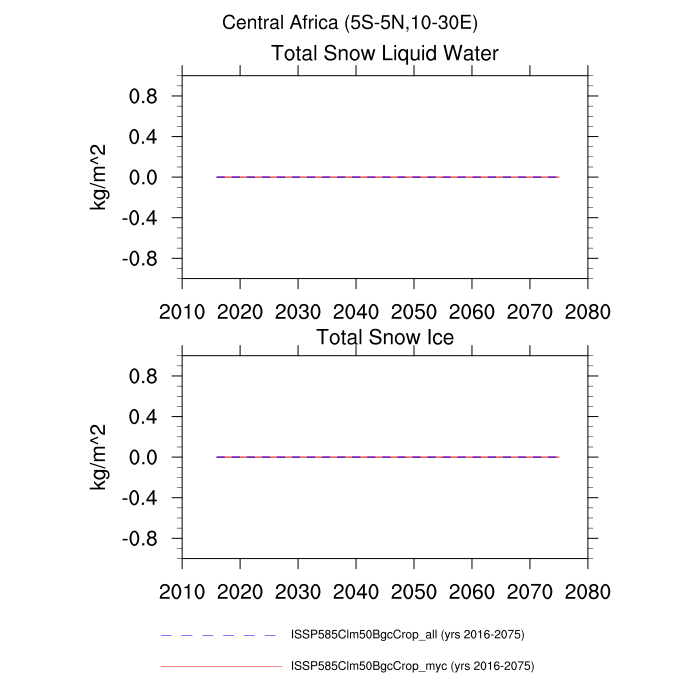 Central Africa (5S-5N,10-30E)
Total Snow Liquid Water
0.8
0.4
0.0
-0.4
-0.8
kg/m^2
2010 2020 2030 2040 2050 2060 2070 2080
Total Snow Ice
0.8
0.4
0.0
-0.4
-0.8
kg/m^2
2010 2020 2030 2040 2050 2060 2070 2080
ISSP585Clm50BgcCrop_all (yrs 2016-2075)
ISSP585Clm50BgcCrop_myc (yrs 2016-2075)